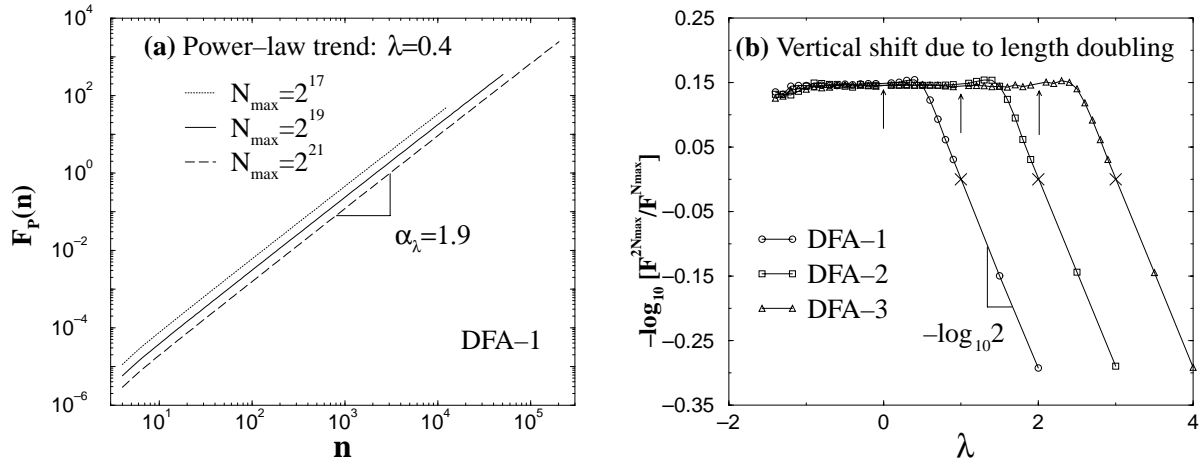 (a) Power–law trend: λ=0.4
N_max=2^17
N_max=2^19
N_max=2^21
α_λ=1.9
DFA–1
F_P(n)
10^4
10^2
10^0
10^−2
10^−4
10^−6
10^1
10^2
10^3
10^4
10^5
n
(b) Vertical shift due to length doubling
DFA–1
DFA–2
DFA–3
−log_10 2
−log_10 [F^2Nmax/F^Nmax]
0.25
0.15
0.05
−0.05
−0.15
−0.25
−0.35
−2
0
2
4
λ